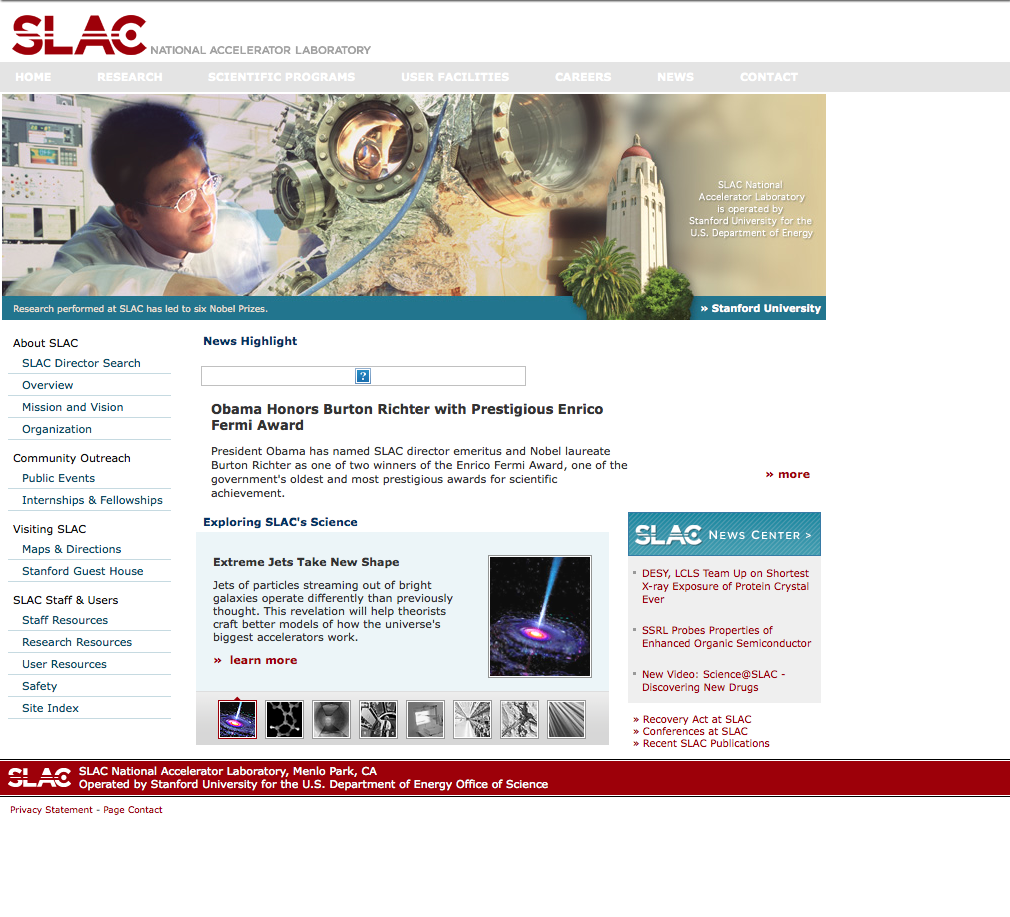 SLAC
NATIONAL ACCELERATOR LABORATORY
HOME RESEARCH SCIENTIFIC PROGRAMS USER FACILITIES CAREERS NEWS CONTACT
SLAC National
Accelerator Laboratory
is operated by
Stanford University for the
U.S. Department of Energy
Research performed at SLAC has led to six Nobel Prizes.
» Stanford University
About SLAC
SLAC Director Search
Overview
Mission and Vision
Organization
Community Outreach
Public Events
Internships & Fellowships
Visiting SLAC
Maps & Directions
Stanford Guest House
SLAC Staff & Users
Staff Resources
Research Resources
User Resources
Safety
Site Index
News Highlight
?
Obama Honors Burton Richter with Prestigious Enrico
Fermi Award
President Obama has named SLAC director emeritus and Nobel laureate
Burton Richter as one of two winners of the Enrico Fermi Award, one of the
government's oldest and most prestigious awards for scientific
achievement.
» more
Exploring SLAC's Science
Extreme Jets Take New Shape
Jets of particles streaming out of bright
galaxies operate differently than previously
thought. This revelation will help theorists
craft better models of how the universe's
biggest accelerators work.
» learn more
SLAC NEWS CENTER >
DESY, LCLS Team Up on Shortest
X-ray Exposure of Protein Crystal
Ever
SSRL Probes Properties of
Enhanced Organic Semiconductor
New Video: Science@SLAC -
Discovering New Drugs
» Recovery Act at SLAC
» Conferences at SLAC
» Recent SLAC Publications
SLAC
SLAC National Accelerator Laboratory, Menlo Park, CA
Operated by Stanford University for the U.S. Department of Energy Office of Science
Privacy Statement - Page Contact